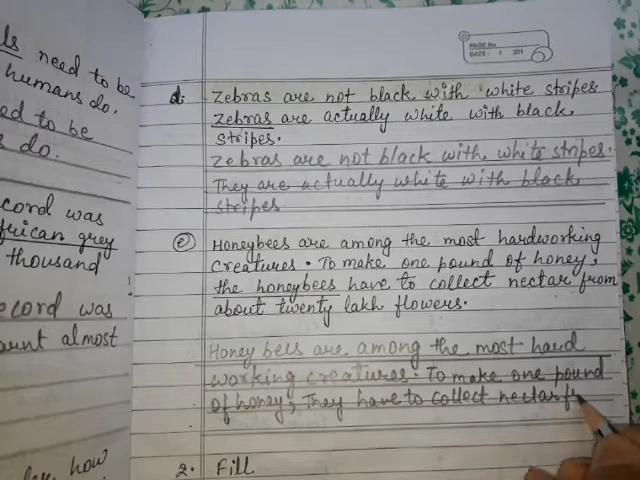 ls need to be
humans do.
ed to be
s do.
cord was
frican grey
thousand
!
ecord was
ount almost
how
PAGE No.
DATE: / /201
d. Zebras are not black with white stripes
Zebras are actually white with black
stripes.
Zebras are not black with white stripes.
They are actually white with black
stripes
e) Honeybees are among the most hardworking
creatures. To make one pound of honey,
the honeybees have to collect nectar from
about twenty lakh flowers.
Honey bees are among the most hard
working creatures. To make one pound
of honey, They have to collect nectar f
2. Fill